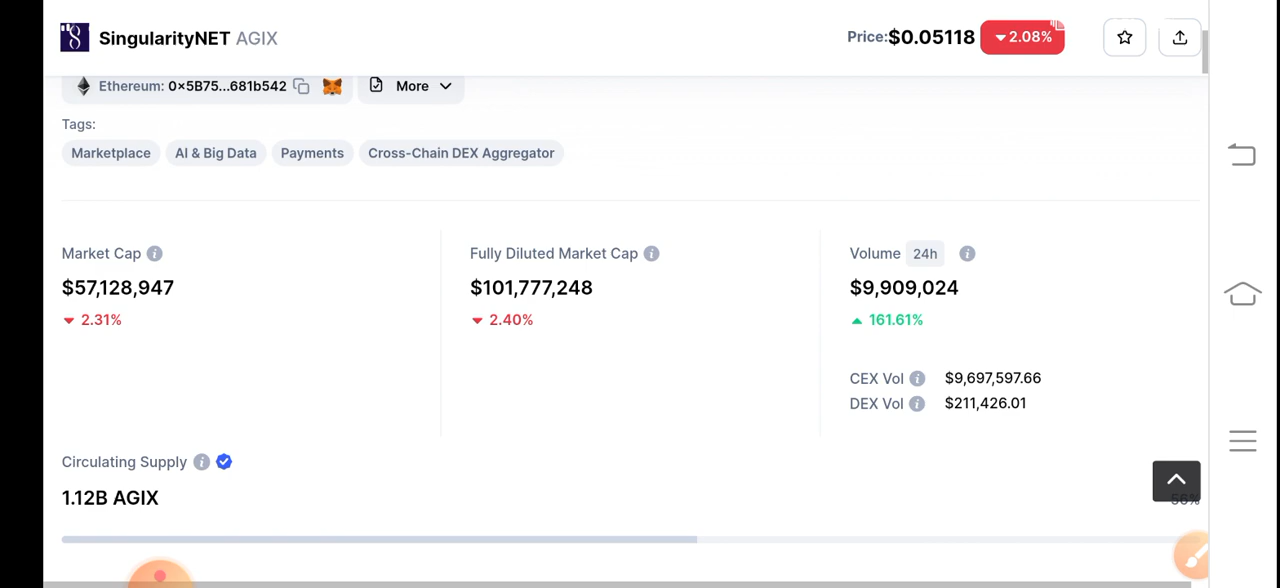 SingularityNET AGIX
Price:$0.05118 2.08%
Ethereum: 0×5B75...681b542 More
Tags:
Marketplace AI & Big Data Payments Cross-Chain DEX Aggregator
Market Cap Fully Diluted Market Cap Volume 24h
$57,128,947 $101,777,248 $9,909,024
2.31% 2.40% 161.61%
CEX Vol $9,697,597.66
DEX Vol $211,426.01
Circulating Supply
1.12B AGIX
56%